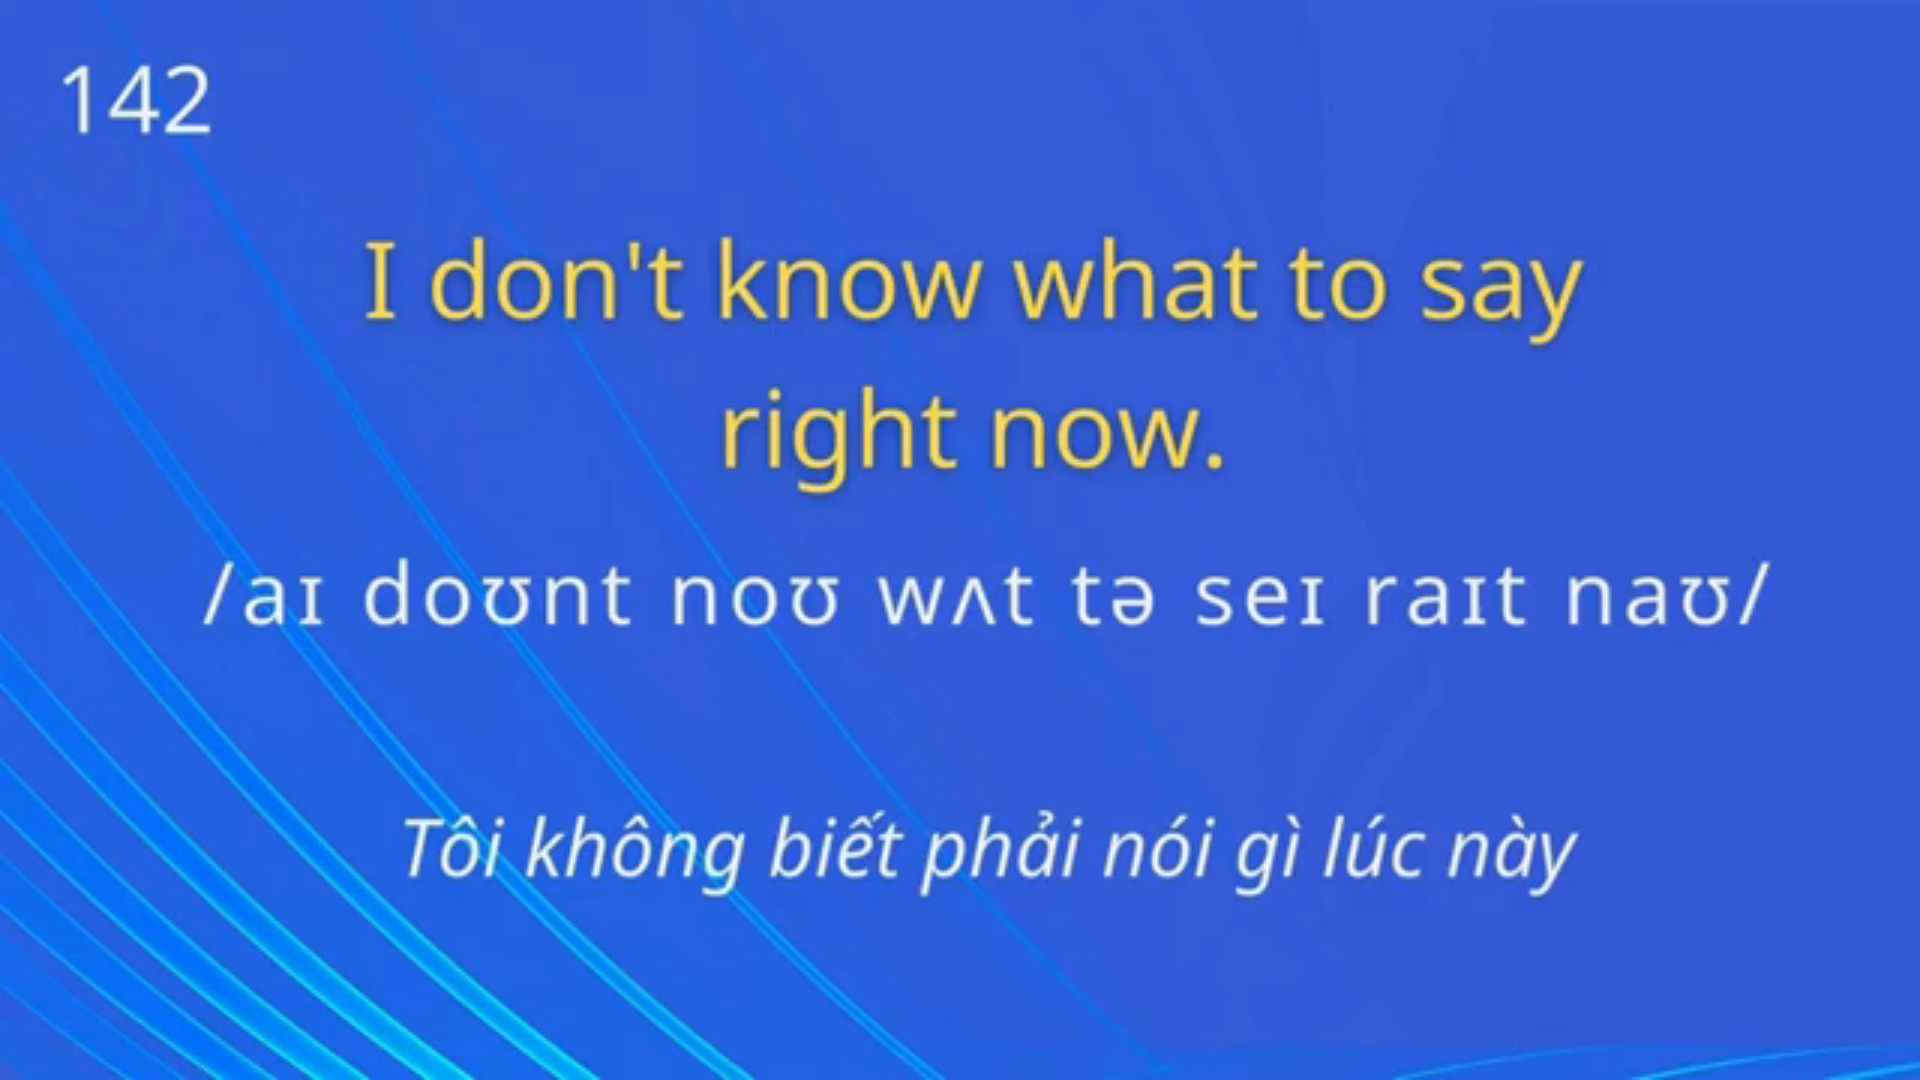 142
I don't know what to say
right now.
/aɪ doʊnt noʊ wʌt tə seɪ raɪt naʊ/
Tôi không biết phải nói gì lúc này